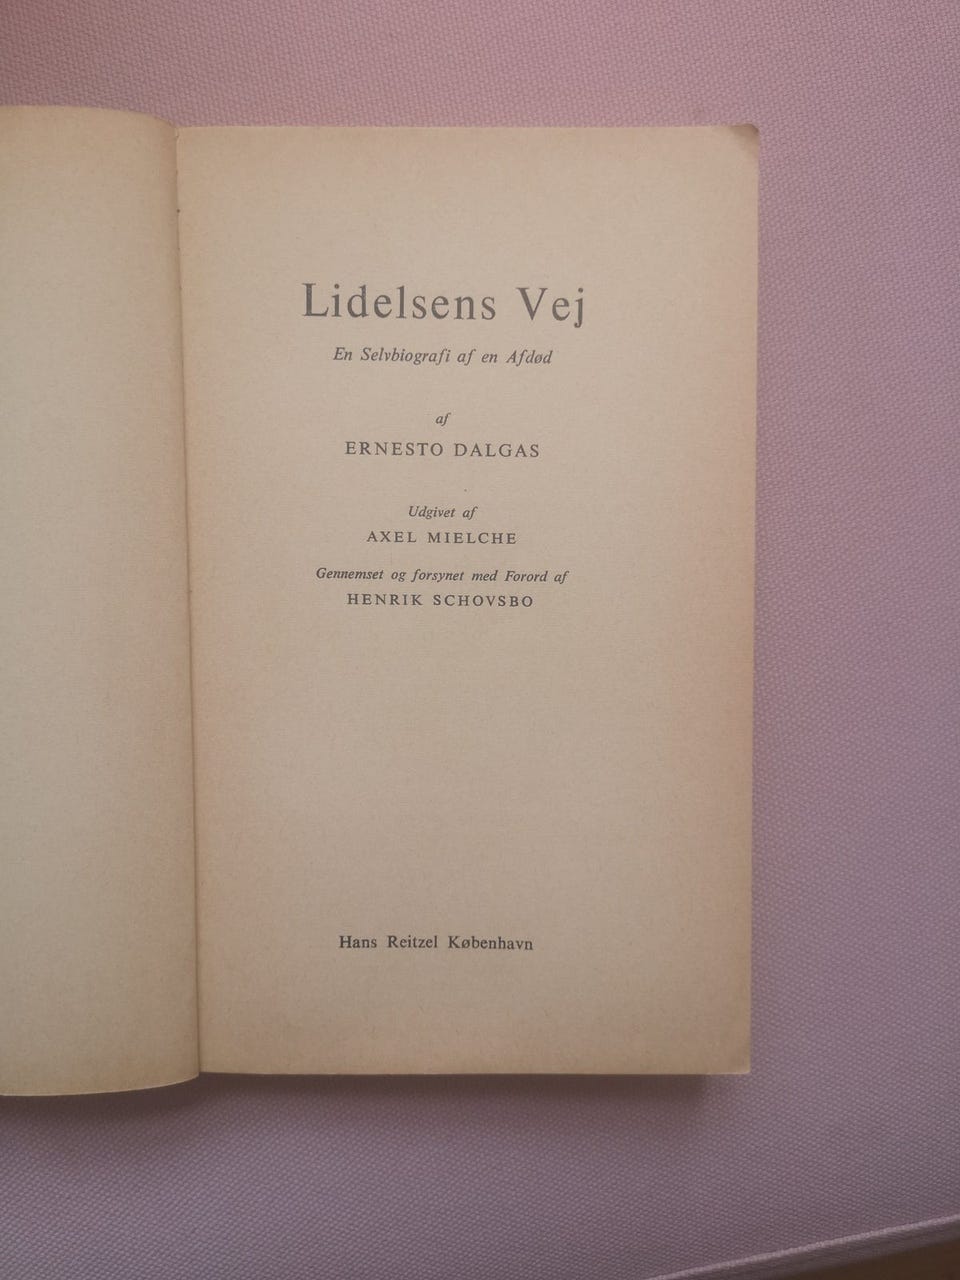 Lidelsens Vej
En Selvbiografi af en Afdød
af
ERNESTO DALGAS
Udgivet af
AXEL MIELCHE
Gennemset og forsynet med Forord af
HENRIK SCHOVSBO
Hans Reitzel København